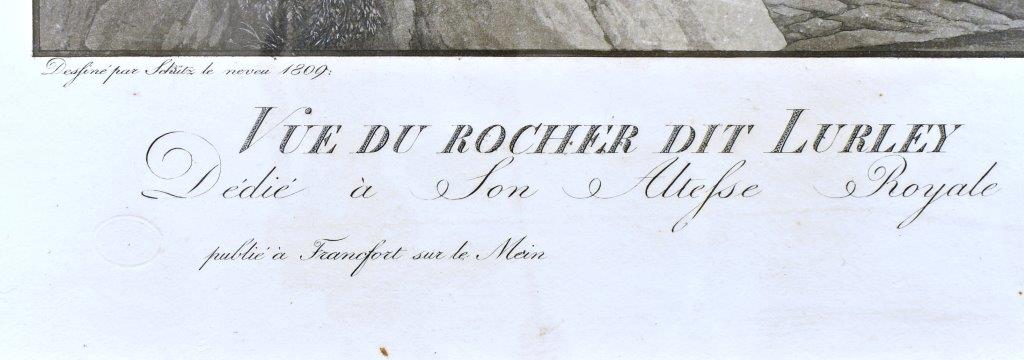 Deſsiné par Schütz le neveu 1809:
VUE DU ROCHER DIT LURLEY
Dédié à Son Alteſse Royale
publié à Francfort sur le Mein